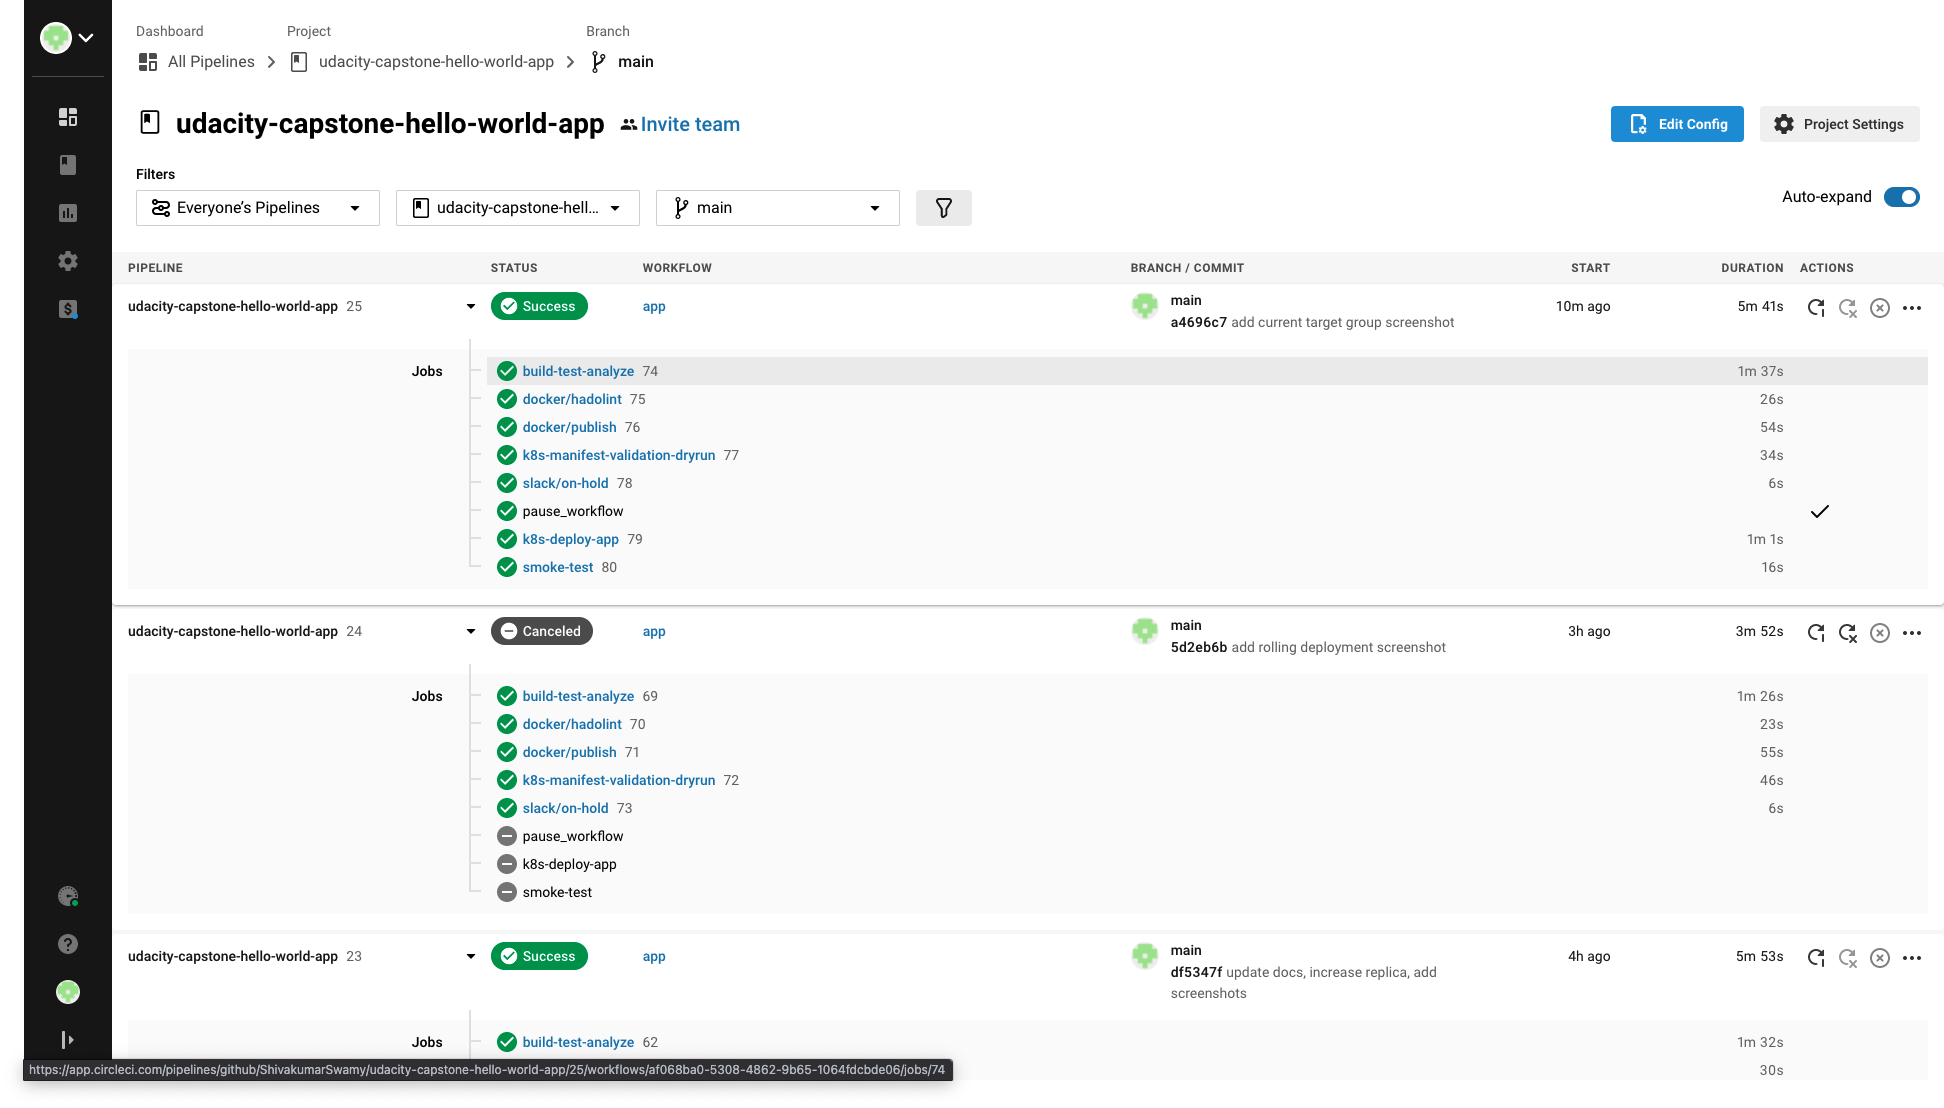 Dashboard Project Branch
All Pipelines udacity-capstone-hello-world-app main
udacity-capstone-hello-world-app Invite team Edit Config Project Settings
Filters
Everyone’s Pipelines udacity-capstone-hell... main Auto-expand
PIPELINE STATUS WORKFLOW BRANCH / COMMIT START DURATION ACTIONS
udacity-capstone-hello-world-app 25 Success app main 10m ago 5m 41s
a4696c7 add current target group screenshot
Jobs build-test-analyze 74 1m 37s
docker/hadolint 75 26s
docker/publish 76 54s
k8s-manifest-validation-dryrun 77 34s
slack/on-hold 78 6s
pause_workflow
k8s-deploy-app 79 1m 1s
smoke-test 80 16s
udacity-capstone-hello-world-app 24 Canceled app main 3h ago 3m 52s
5d2eb6b add rolling deployment screenshot
Jobs build-test-analyze 69 1m 26s
docker/hadolint 70 23s
docker/publish 71 55s
k8s-manifest-validation-dryrun 72 46s
slack/on-hold 73 6s
pause_workflow
k8s-deploy-app
smoke-test
udacity-capstone-hello-world-app 23 Success app main 4h ago 5m 53s
df5347f update docs, increase replica, add
screenshots
Jobs build-test-analyze 62 1m 32s
https://app.circleci.com/pipelines/github/ShivakumarSwamy/udacity-capstone-hello-world-app/25/workflows/af068ba0-5308-4862-9b65-1064fdcbde06/jobs/74 30s